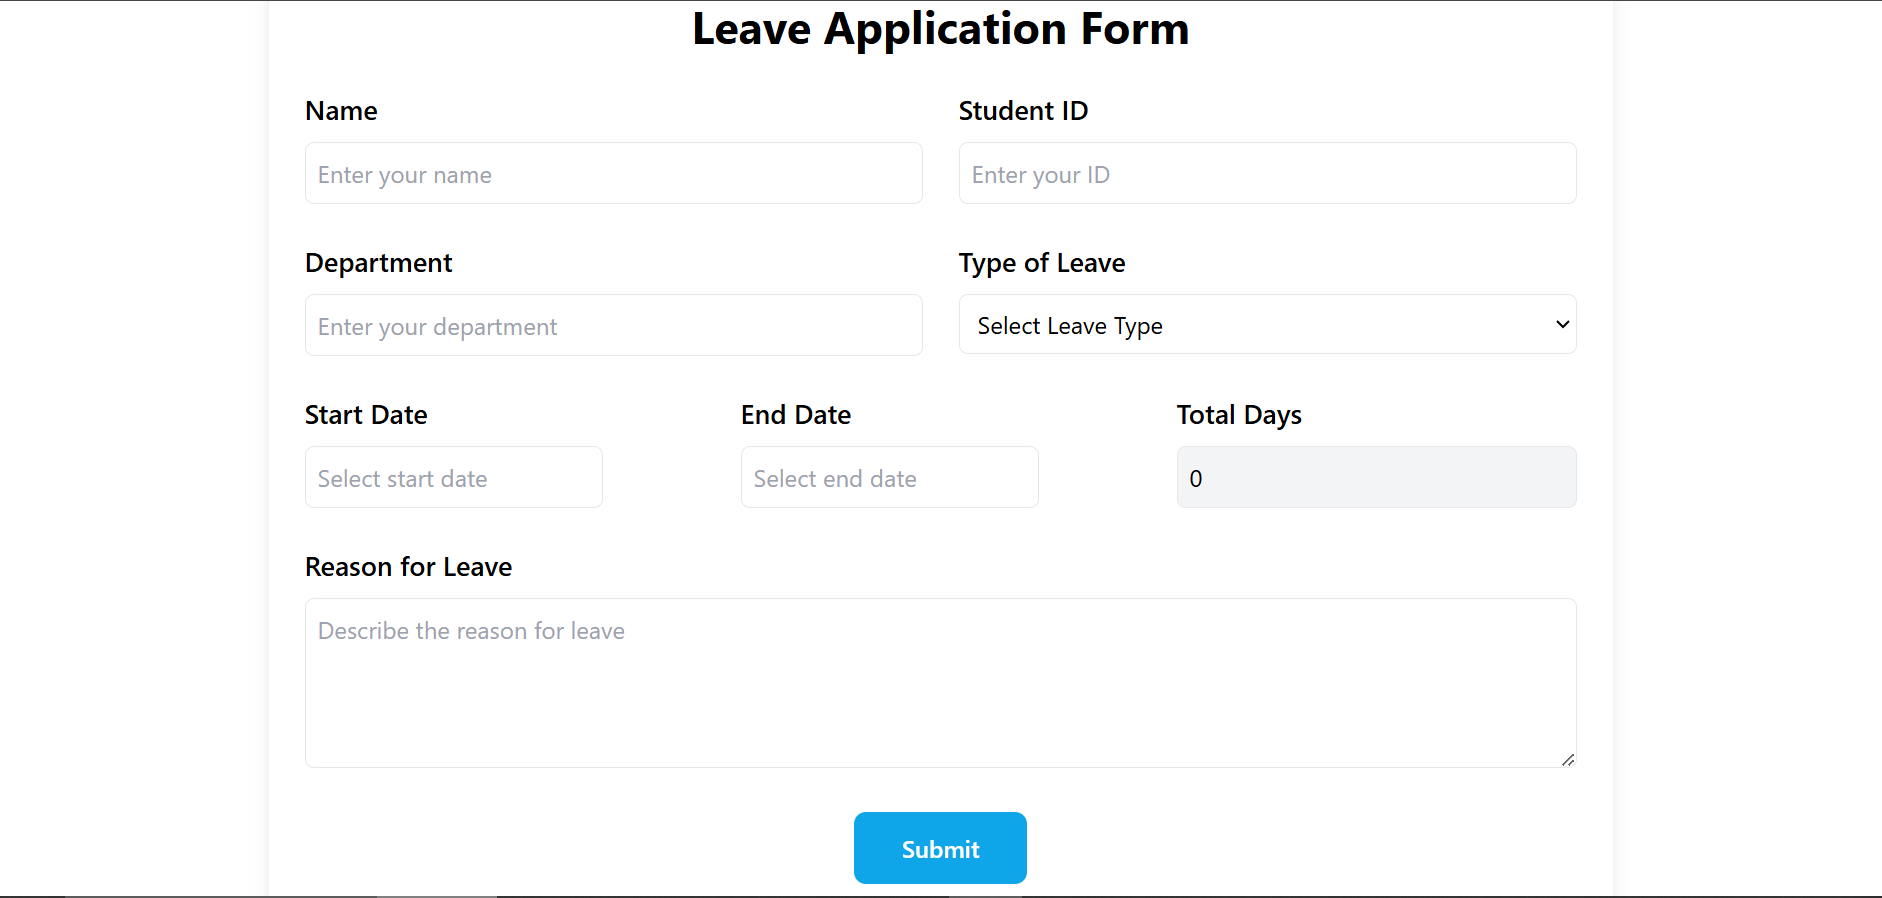 Leave Application Form
Name
Student ID
Enter your name
Enter your ID
Department
Type of Leave
Enter your department
Select Leave Type
Start Date
End Date
Total Days
Select start date
Select end date
0
Reason for Leave
Describe the reason for leave
Submit